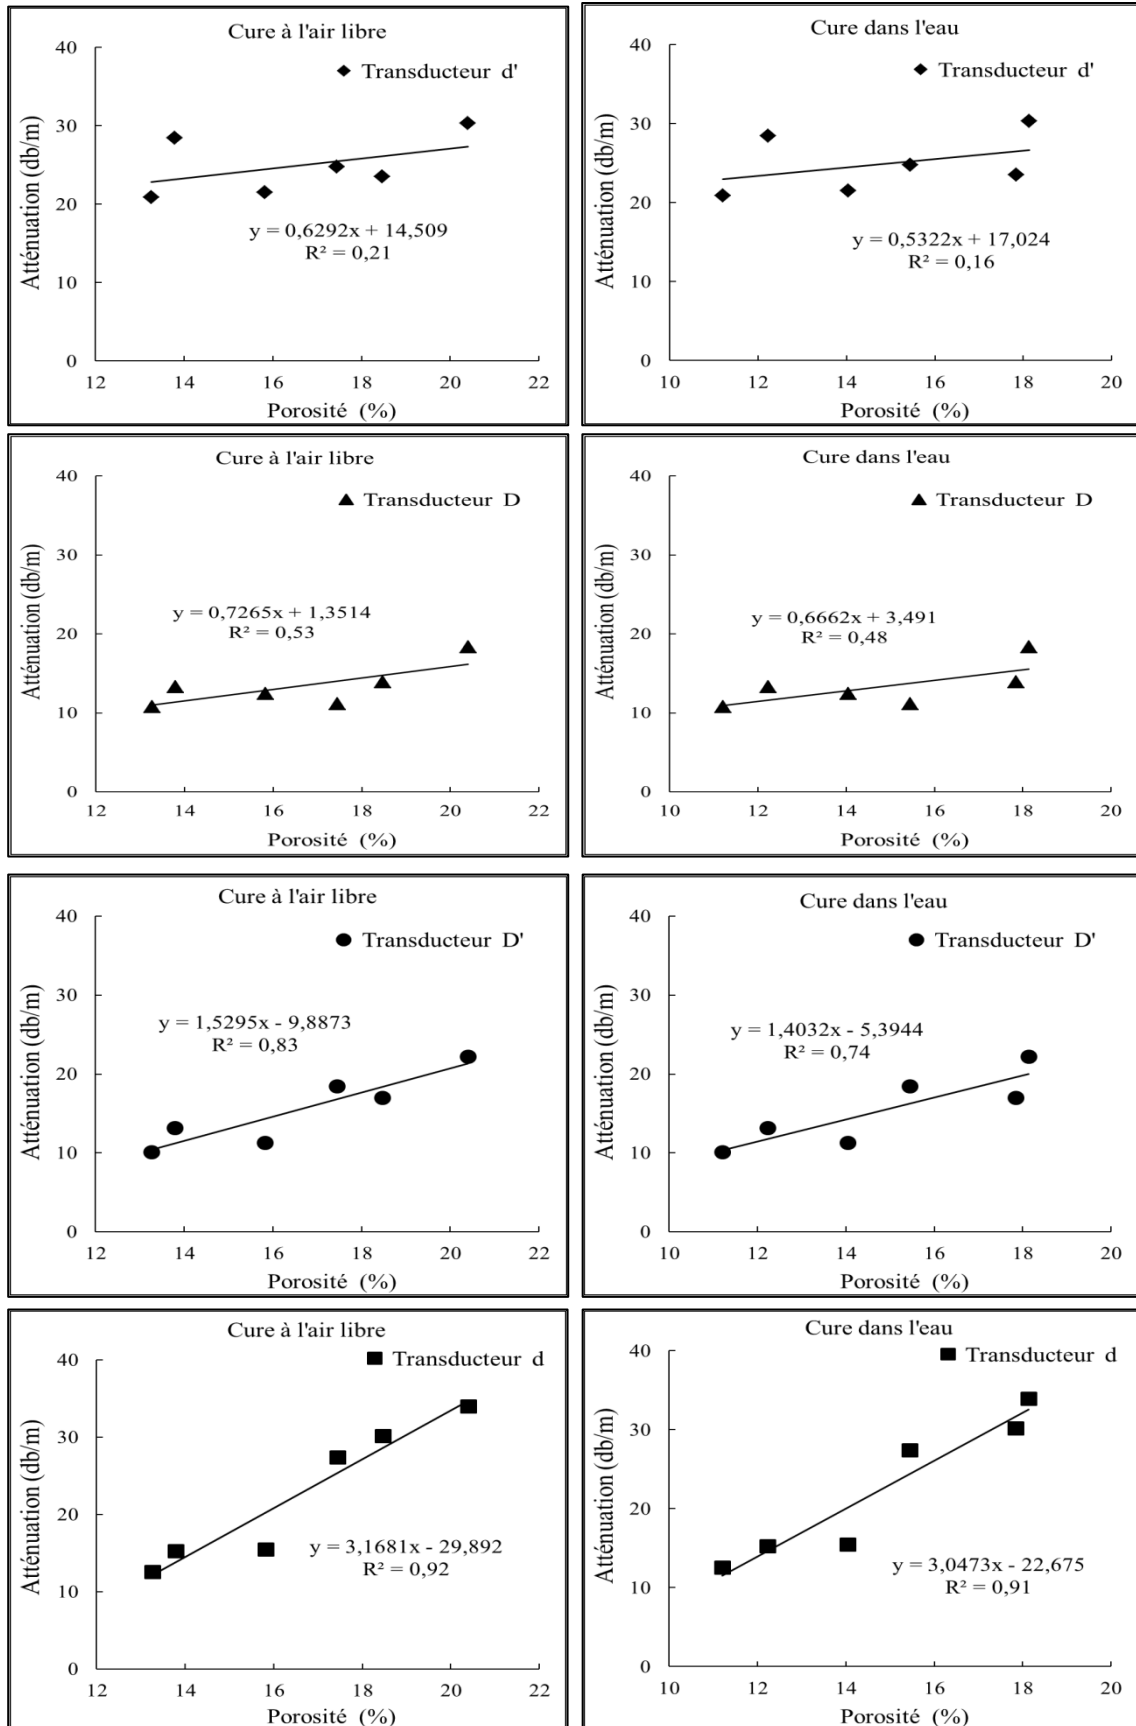 Cure à l'air libre
Transducteur d'
40
30
20
10
0
Atténuation (db/m)
y = 0,6292x + 14,509
R² = 0,21
12 14 16 18 20 22
Porosité (%)
Cure dans l'eau
Transducteur d'
40
30
20
10
0
Atténuation (db/m)
y = 0,5322x + 17,024
R² = 0,16
10 12 14 16 18 20
Porosité (%)
Cure à l'air libre
Transducteur D
40
30
20
10
0
Atténuation (db/m)
y = 0,7265x + 1,3514
R² = 0,53
12 14 16 18 20 22
Porosité (%)
Cure dans l'eau
Transducteur D
40
30
20
10
0
Atténuation (db/m)
y = 0,6662x + 3,491
R² = 0,48
10 12 14 16 18 20
Porosité (%)
Cure à l'air libre
Transducteur D'
40
30
20
10
0
Atténuation (db/m)
y = 1,5295x - 9,8873
R² = 0,83
12 14 16 18 20 22
Porosité (%)
Cure dans l'eau
Transducteur D'
40
30
20
10
0
Atténuation (db/m)
y = 1,4032x - 5,3944
R² = 0,74
10 12 14 16 18 20
Porosité (%)
Cure à l'air libre
Transducteur d
40
30
20
10
0
Atténuation (db/m)
y = 3,1681x - 29,892
R² = 0,92
12 14 16 18 20 22
Porosité (%)
Cure dans l'eau
Transducteur d
40
30
20
10
0
Atténuation (db/m)
y = 3,0473x - 22,675
R² = 0,91
10 12 14 16 18 20
Porosité (%)